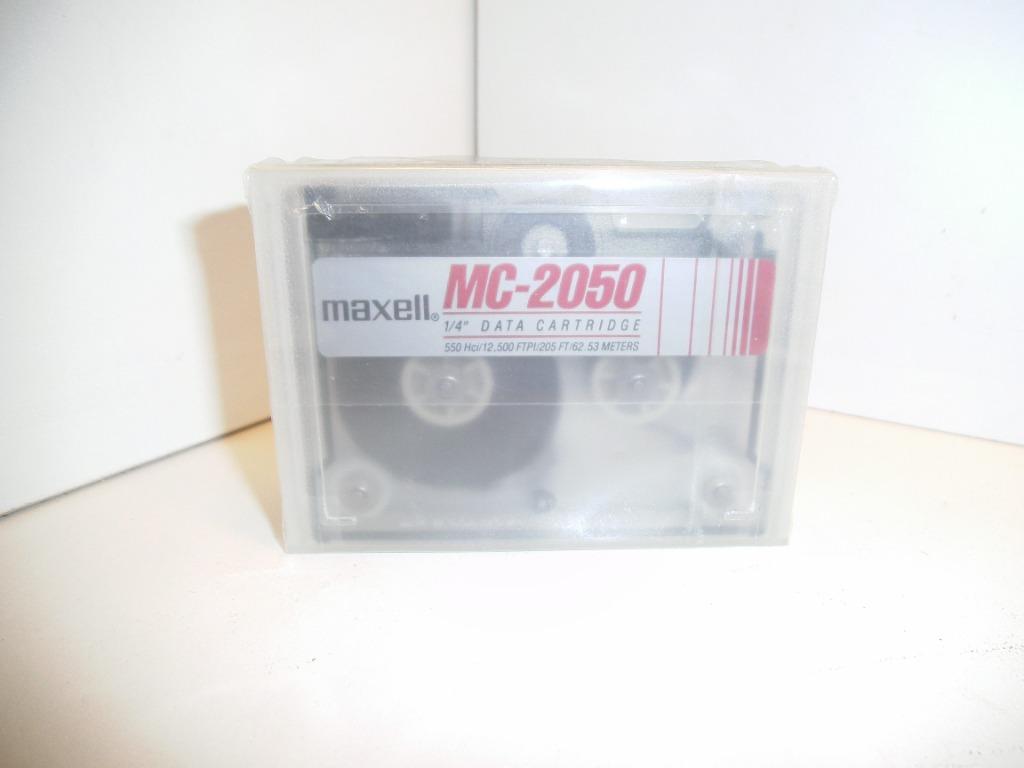 maxell®
MC-2050
1/4" DATA CARTRIDGE
550 Hci/12,500 FTPI/205 FT/62.53 METERS